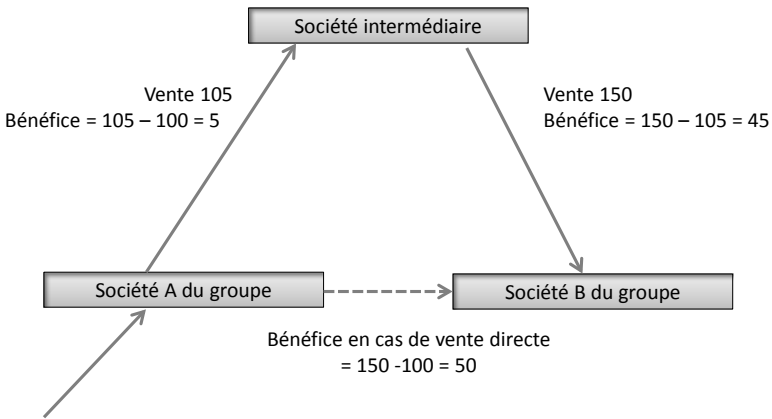 Société intermédiaire
Vente 105
Bénéfice = 105 – 100 = 5
Vente 150
Bénéfice = 150 – 105 = 45
Société A du groupe
Société B du groupe
Bénéfice en cas de vente directe
= 150 -100 = 50